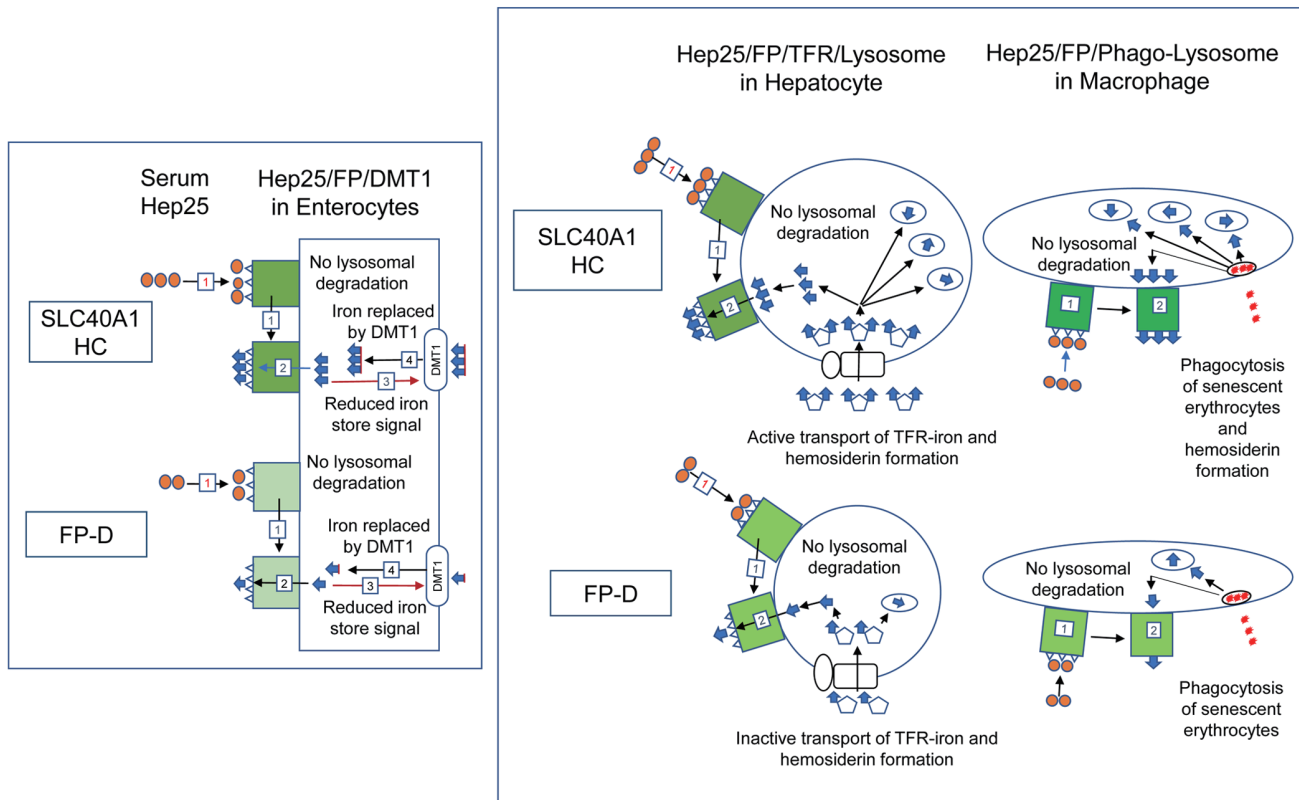 Serum
Hep25
Hep25/FP/DMT1
in Enterocytes
SLC40A1
HC
1
No lysosomal
degradation
1
Iron replaced
by DMT1
2
4
3
DMT1
Reduced iron
store signal
FP-D
1
No lysosomal
degradation
1
Iron replaced
by DMT1
2
4
3
DMT1
Reduced iron
store signal
Hep25/FP/TFR/Lysosome
in Hepatocyte
Hep25/FP/Phago-Lysosome
in Macrophage
SLC40A1
HC
1
No lysosomal
degradation
1
2
Active transport of TFR-iron and
hemosiderin formation
No lysosomal
degradation
1
2
Phagocytosis
of senescent
erythrocytes
and
hemosiderin
formation
FP-D
1
No lysosomal
degradation
1
2
Inactive transport of TFR-iron and
hemosiderin formation
No lysosomal
degradation
1
2
Phagocytosis
of senescent
erythrocytes